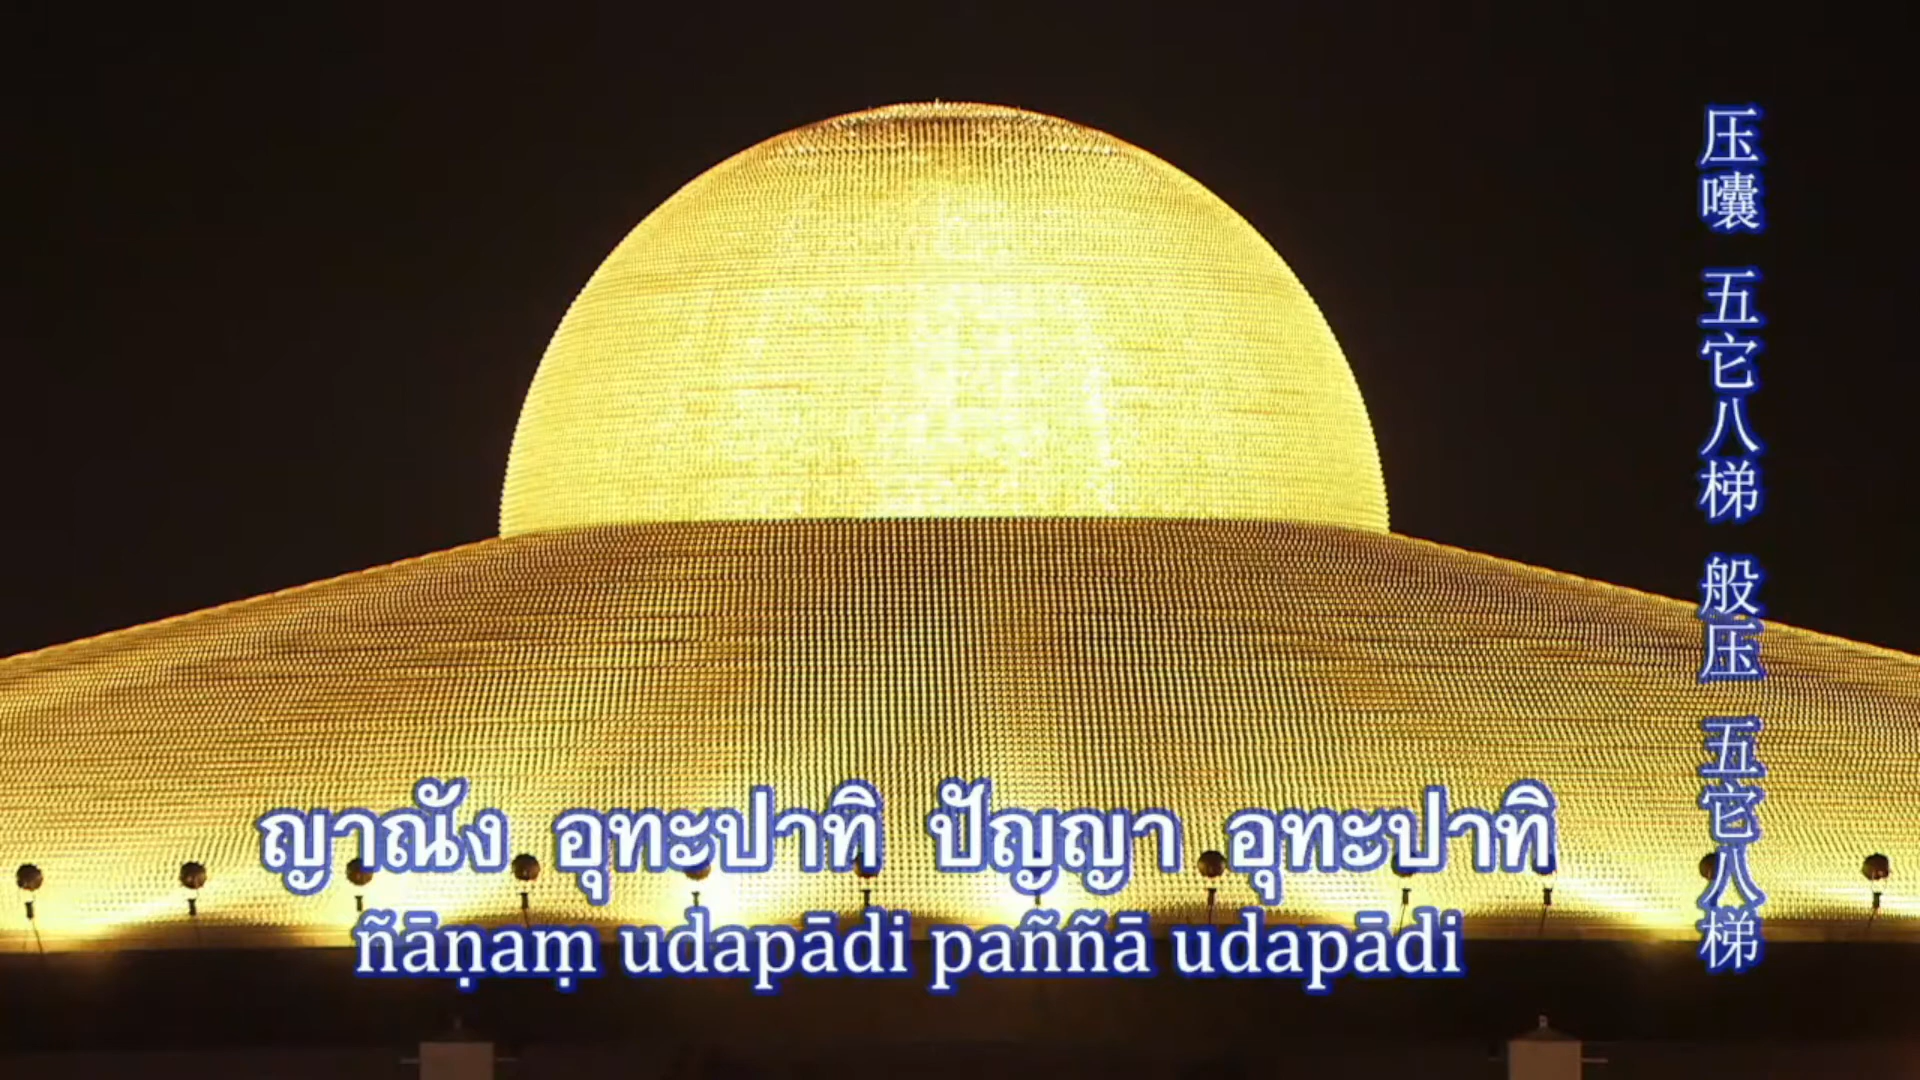 压囔 五它八梯 般压 五它八梯
ญาณัง อุทะปาทิ ปัญญา อุทะปาทิ
ñāṇaṃ udapādi paññā udapādi